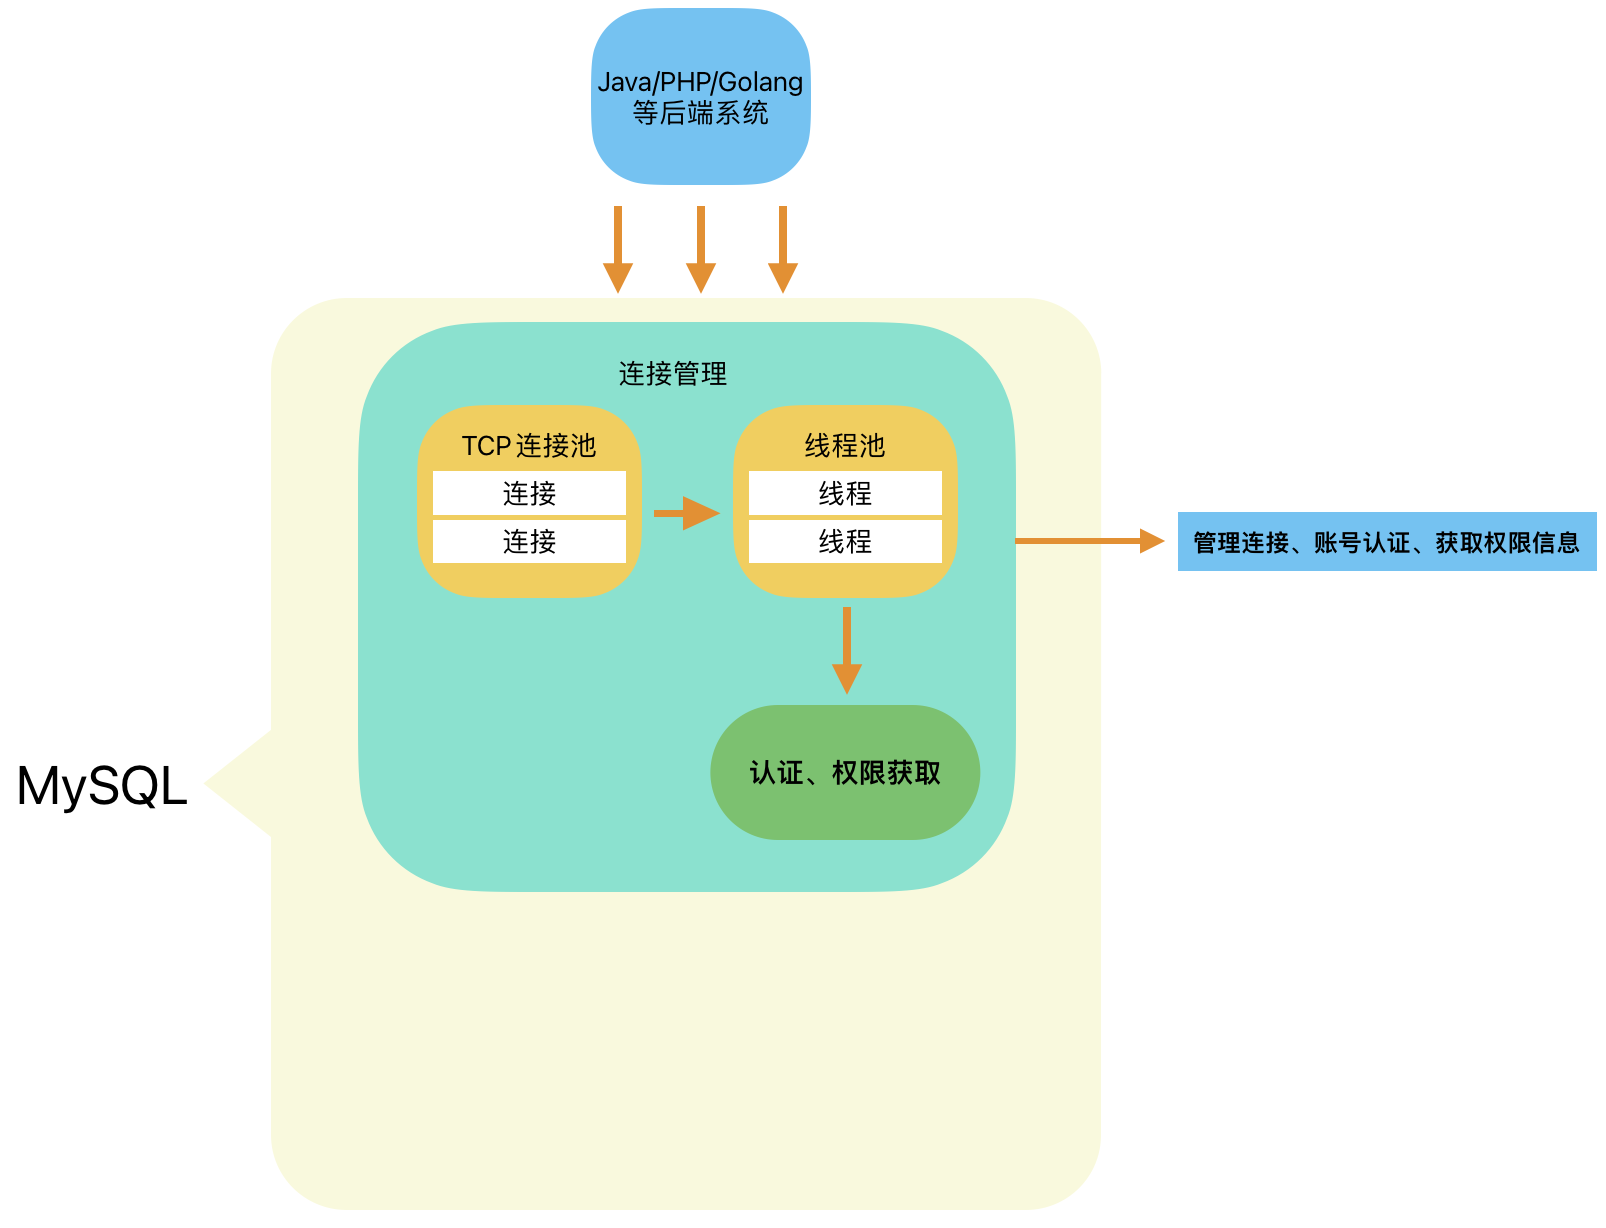 Java/PHP/Golang
等后端系统
连接管理
TCP 连接池
连接
连接
线程池
线程
线程
管理连接、账号认证、获取权限信息
认证、权限获取
MySQL